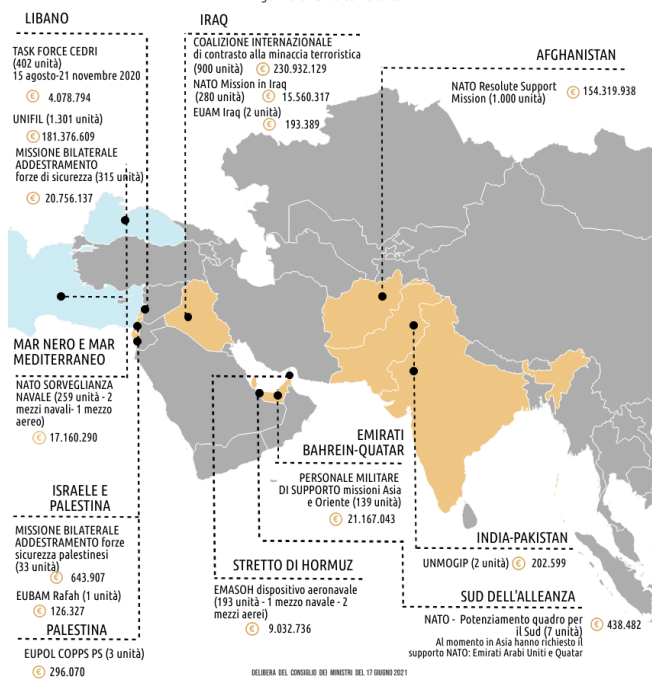 LIBANO
TASK FORCE CEDRI
(402 unità)
15 agosto-21 novembre 2020
€ 4.078.794
UNIFIL (1.301 unità)
€ 181.376.609
MISSIONE BILATERALE
ADDESTRAMENTO
forze di sicurezza (315 unità)
€ 20.756.137
IRAQ
COALIZIONE INTERNAZIONALE
di contrasto alla minaccia terroristica
(900 unità) € 230.932.129
NATO Mission in Iraq
(280 unità) € 15.560.317
EUAM Iraq (2 unità)
€ 193.389
AFGHANISTAN
NATO Resolute Support
Mission (1.000 unità)
€ 154.319.938
MAR NERO E MAR
MEDITERRANEO
NATO SORVEGLIANZA
NAVALE (259 unità - 2
mezzi navali- 1 mezzo
aereo)
€ 17.160.290
EMIRATI
BAHREIN-QUATAR
PERSONALE MILITARE
DI SUPPORTO missioni Asia
e Oriente (139 unità)
€ 21.167.043
ISRAELE E
PALESTINA
MISSIONE BILATERALE
ADDESTRAMENTO forze
sicurezza palestinesi
(33 unità)
€ 643.907
EUBAM Rafah (1 unità)
€ 126.327
PALESTINA
EUPOL COPPS PS (3 unità)
€ 296.070
STRETTO DI HORMUZ
EMASOH dispositivo aeronavale
(193 unità - 1 mezzo navale - 2
mezzi aerei)
€ 9.032.736
INDIA-PAKISTAN
UNMOGIP (2 unità) € 202.599
SUD DELL'ALLEANZA
NATO - Potenziamento quadro per
il Sud (7 unità)
Al momento in Asia hanno richiesto il
supporto NATO: Emirati Arabi Uniti e Quatar
€ 438.482
DELIBERA DEL CONSIGLIO DEI MINISTRI DEL 17 GIUGNO 2021